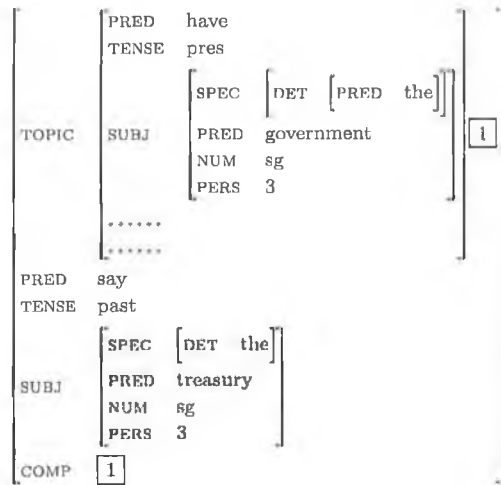 PRED have
TENSE pres
SPEC DET PRED the
TOPIC SUBJ PRED government 1
NUM sg
PERS 3
......
......
PRED say
TENSE past
SPEC DET the
PRED treasury
SUBJ NUM sg
PERS 3
COMP 1